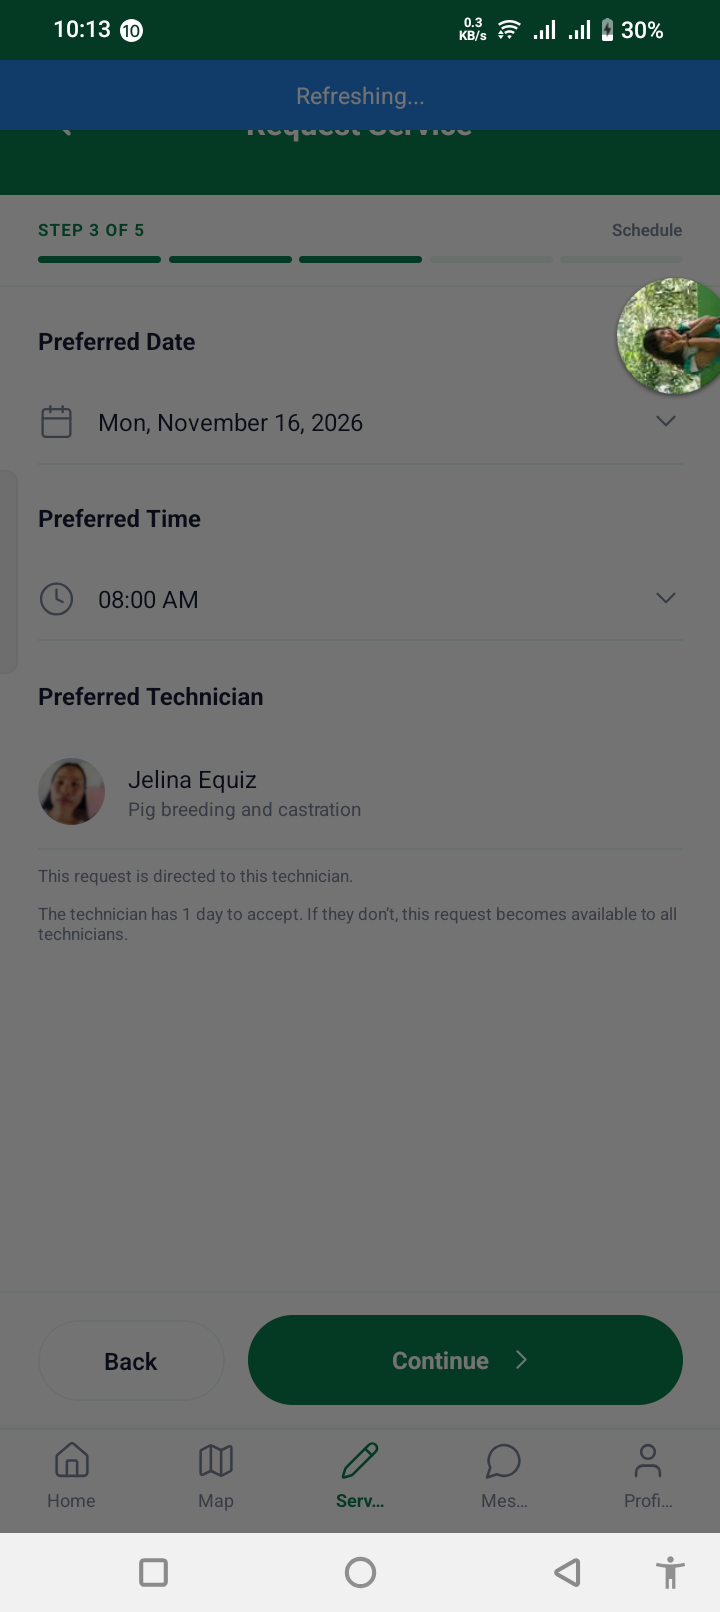 10:13 10 0.3 KB/s 30%
Refreshing...
Request Service
STEP 3 OF 5 Schedule
Preferred Date
Mon, November 16, 2026
Preferred Time
08:00 AM
Preferred Technician
Jelina Equiz
Pig breeding and castration
This request is directed to this technician.
The technician has 1 day to accept. If they don't, this request becomes available to all
technicians.
Back Continue
Home Map Serv... Mes... Profi...